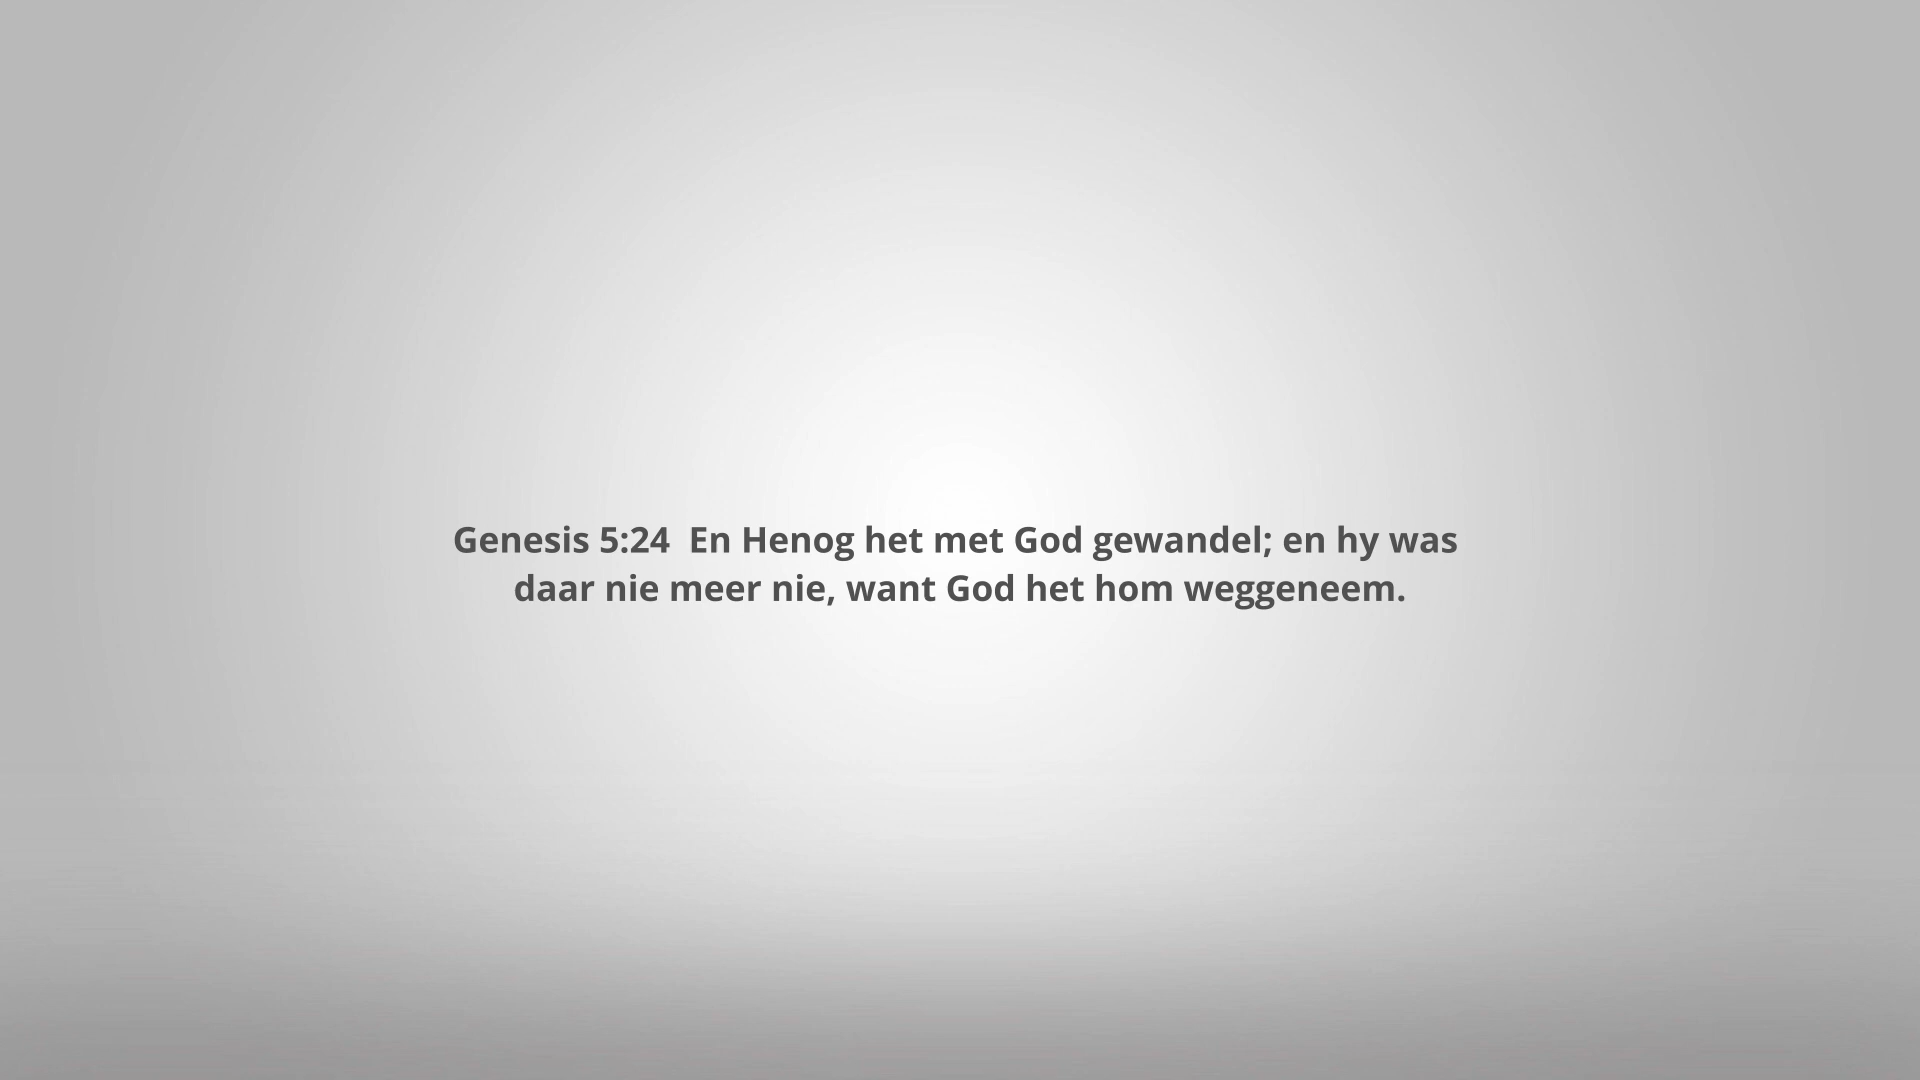 Genesis 5:24  En Henog het met God gewandel; en hy was
daar nie meer nie, want God het hom weggeneem.